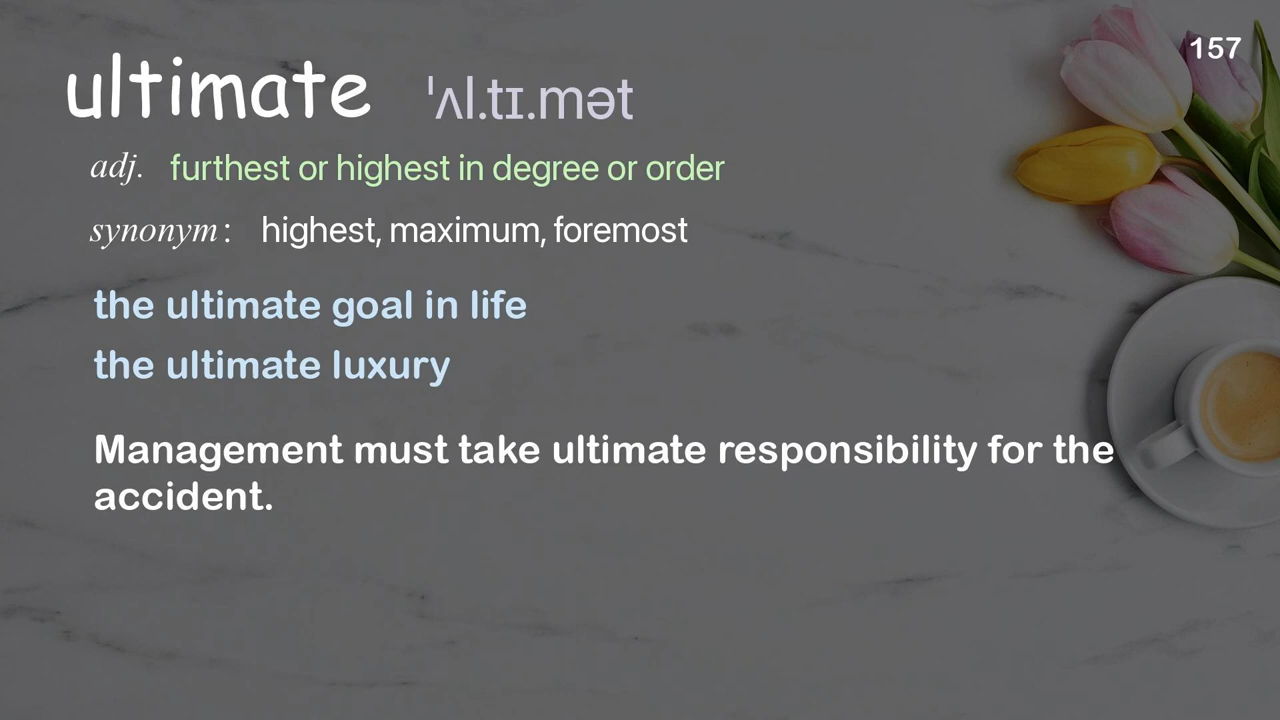 157
ultimate ˈʌl.tɪ.mət
adj. furthest or highest in degree or order
synonym: highest, maximum, foremost
the ultimate goal in life
the ultimate luxury
Management must take ultimate responsibility for the
accident.